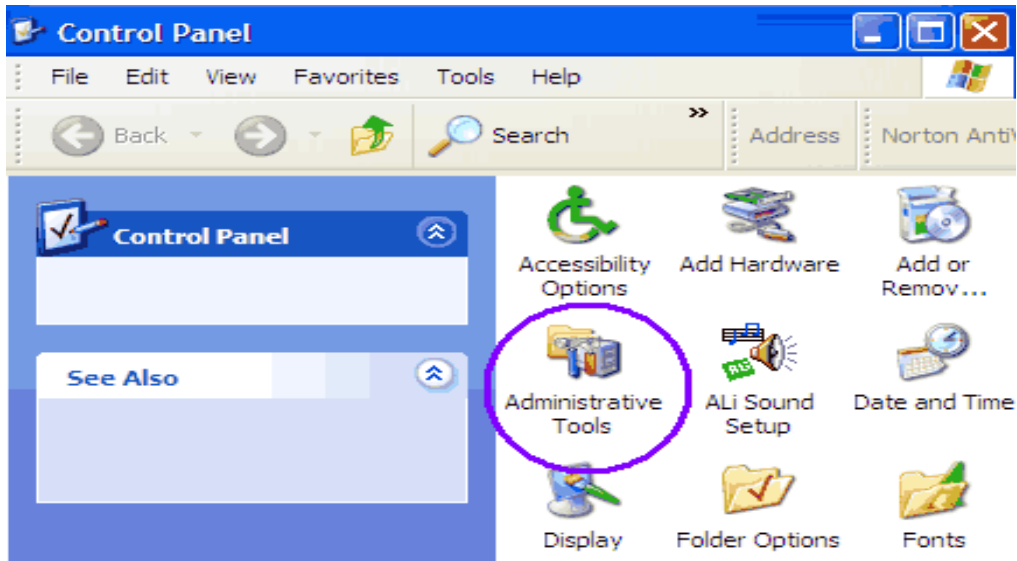 Control Panel
File Edit View Favorites Tools Help
Back Search » Address Norton Anti
Control Panel
See Also
Accessibility Options
Add Hardware
Add or Remov...
Administrative Tools
ALi Sound Setup
Date and Time
Display
Folder Options
Fonts